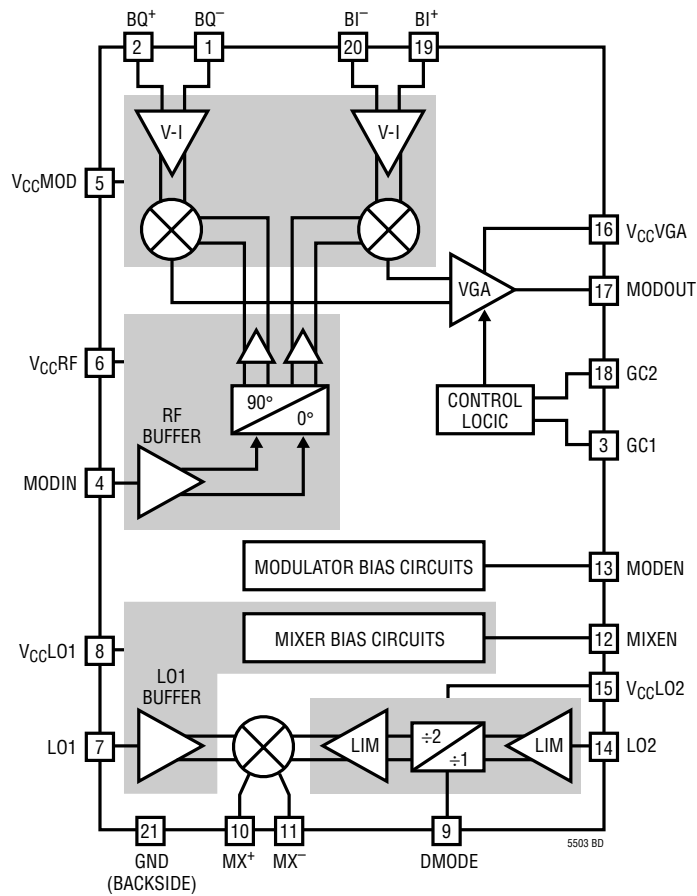 BQ+ BQ– BI– BI+
2 1 20 19
V-I V-I
VCCMOD 5
16 VCCVGA
VGA 17 MODOUT
VCCRF 6
18 GC2
CONTROL
LOGIC
3 GC1
90°
0°
RF
BUFFER
MODIN 4
MODULATOR BIAS CIRCUITS 13 MODEN
MIXER BIAS CIRCUITS 12 MIXEN
VCCLO1 8
15 VCCLO2
LO1
BUFFER
LO1 7
LIM ÷2 ÷1 LIM 14 LO2
21 10 11 9
GND
(BACKSIDE)
MX+ MX– DMODE
5503 BD